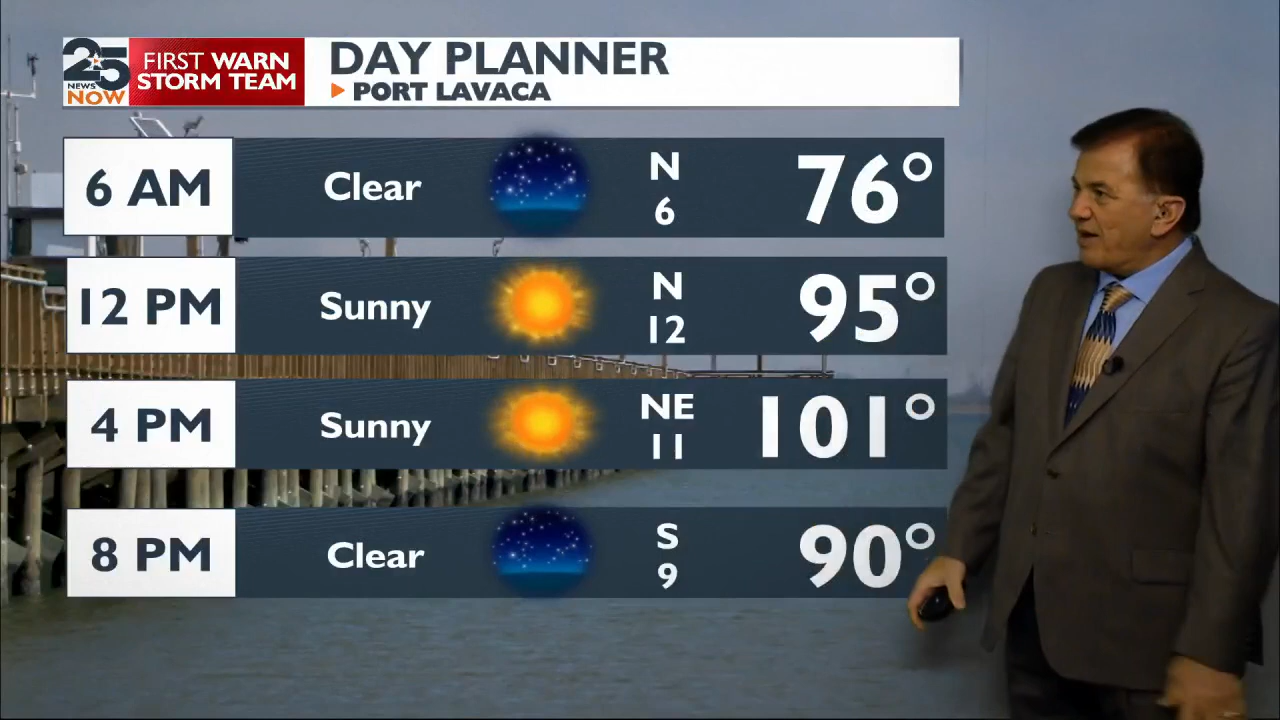 25
NEWS
NOW
FIRST WARN
STORM TEAM
DAY PLANNER
PORT LAVACA
6 AM
Clear
N
6
76°
12 PM
Sunny
N
12
95°
4 PM
Sunny
NE
11
101°
8 PM
Clear
S
9
90°